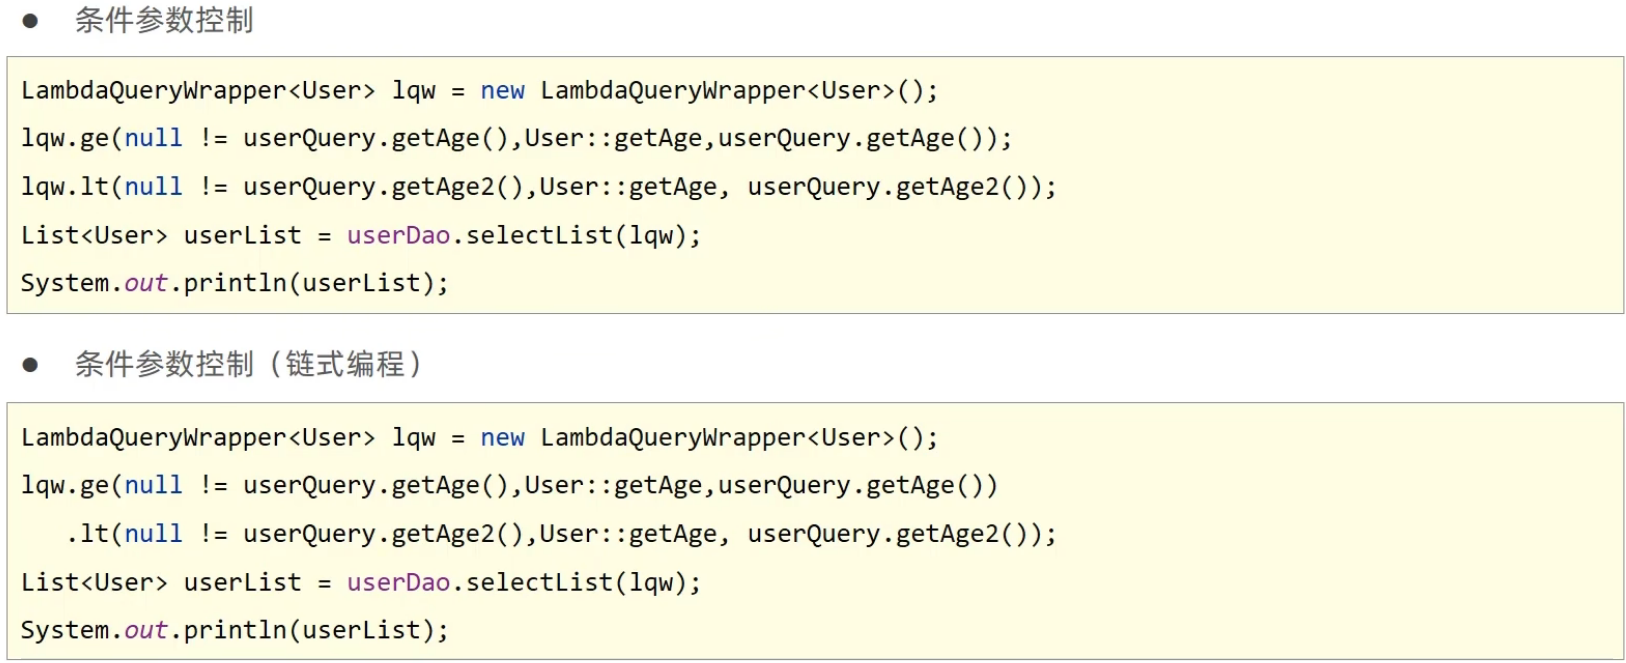 ● 条件参数控制
LambdaQueryWrapper<User> lqw = new LambdaQueryWrapper<User>();
lqw.ge(null != userQuery.getAge(),User::getAge,userQuery.getAge());
lqw.lt(null != userQuery.getAge2(),User::getAge, userQuery.getAge2());
List<User> userList = userDao.selectList(lqw);
System.out.println(userList);
● 条件参数控制（链式编程）
LambdaQueryWrapper<User> lqw = new LambdaQueryWrapper<User>();
lqw.ge(null != userQuery.getAge(),User::getAge,userQuery.getAge())
   .lt(null != userQuery.getAge2(),User::getAge, userQuery.getAge2());
List<User> userList = userDao.selectList(lqw);
System.out.println(userList);